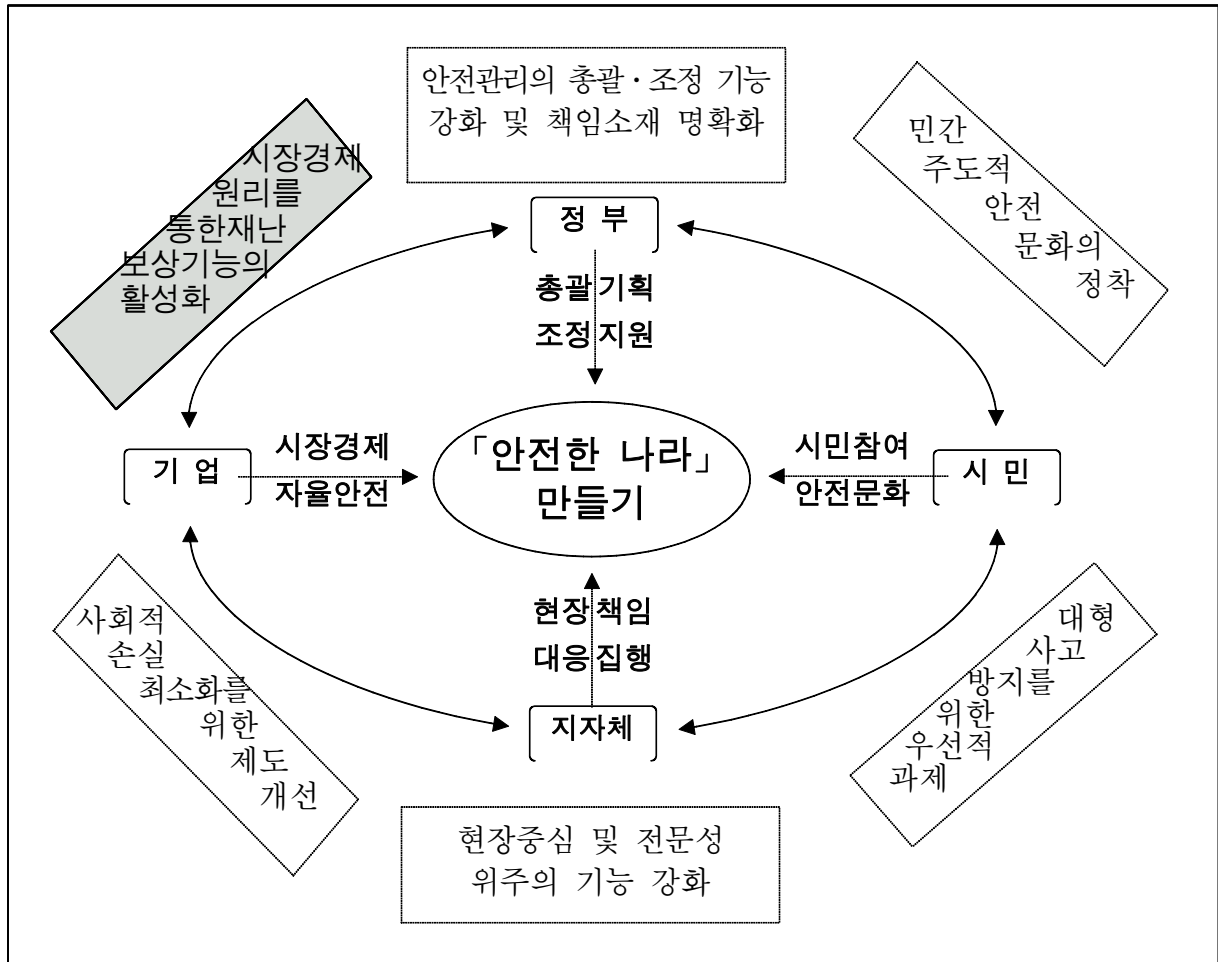 안전관리의 총괄·조정 기능
강화 및 책임소재 명확화
시장경제
원리를
통한재난
보상기능의
활성화
민간
주도적
안전
문화의
정착
정 부
총괄 기획
조정 지원
기 업
시장경제
자율안전
「안전한 나라」
만들기
시민참여
안전문화
시 민
현장 책임
대응 집행
지자체
사회적
손실
최소화를
위한
제도
개선
대형
사고
방지를
위한
우선적
과제
현장중심 및 전문성
위주의 기능 강화